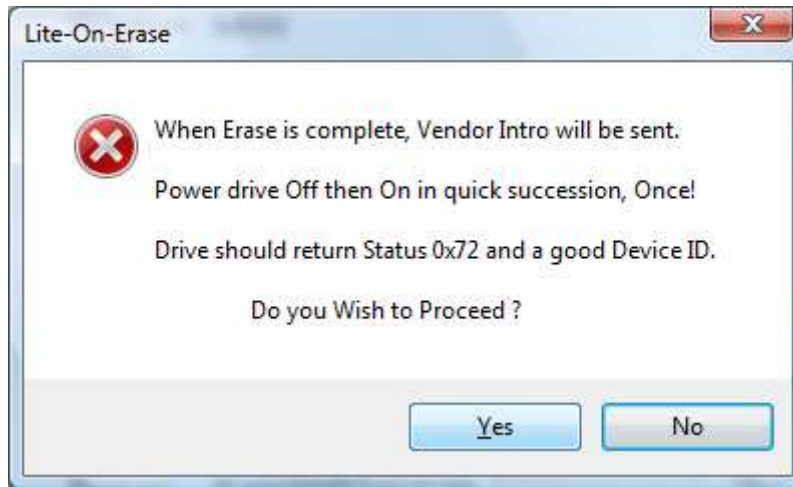 Lite-On-Erase
When Erase is complete, Vendor Intro will be sent.
Power drive Off then On in quick succession, Once!
Drive should return Status 0x72 and a good Device ID.
Do you Wish to Proceed ?
Yes
No